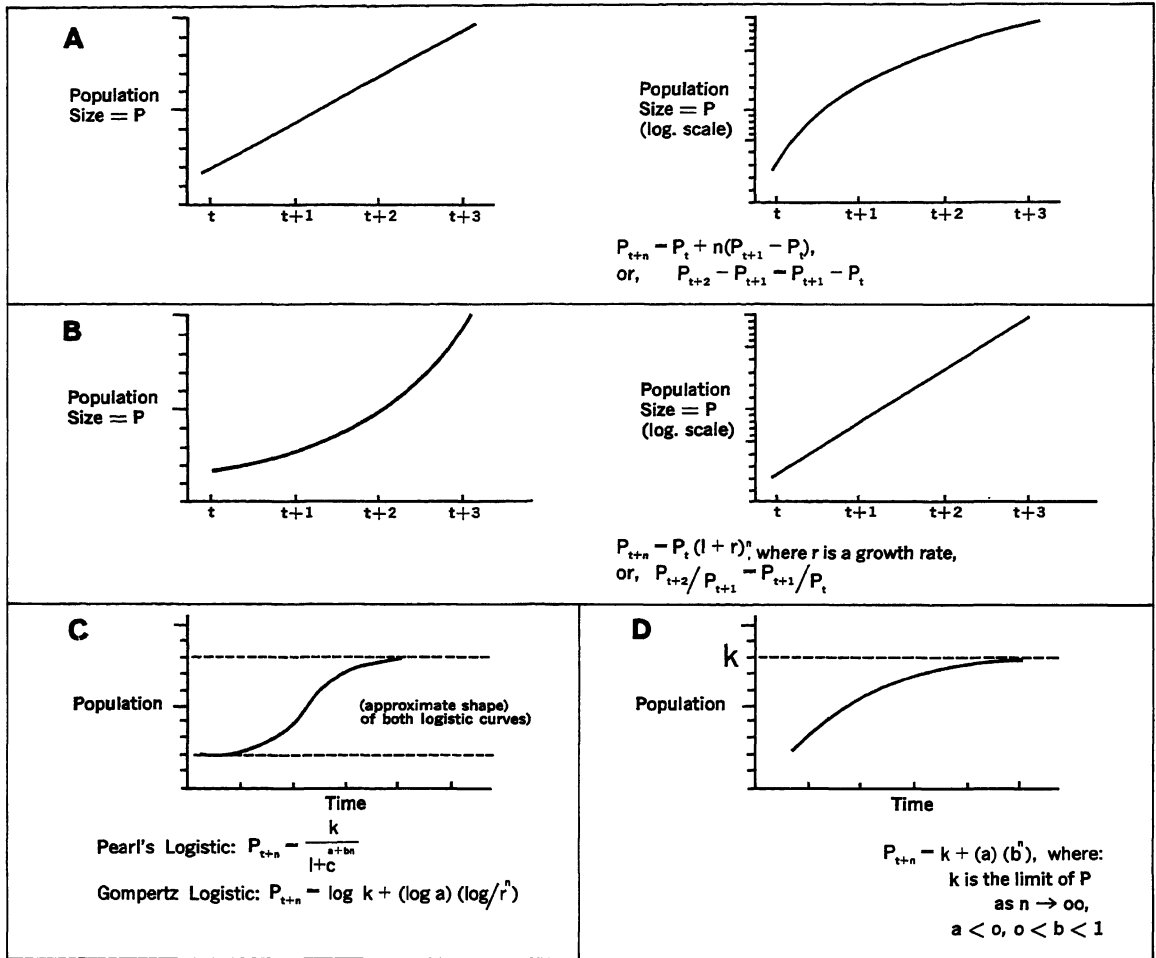 A
Population
Size = P
t t+1 t+2 t+3
Population
Size = P
(log. scale)
t t+1 t+2 t+3
P_{t+n} = P_t + n(P_{t+1} − P_t),
or, P_{t+2} − P_{t+1} = P_{t+1} − P_t
B
Population
Size = P
t t+1 t+2 t+3
Population
Size = P
(log. scale)
t t+1 t+2 t+3
P_{t+n} = P_t (l + r)^n, where r is a growth rate,
or, P_{t+2}/P_{t+1} = P_{t+1}/P_t
C
Population
(approximate shape)
of both logistic curves)
Time
Pearl's Logistic: P_{t+n} = k / l+c^{a+bn}
Gompertz Logistic: P_{t+n} = log k + (log a) (log/r^n)
D
k
Population
Time
P_{t+n} = k + (a) (b^n), where:
k is the limit of P
as n → oo,
a < o, o < b < 1